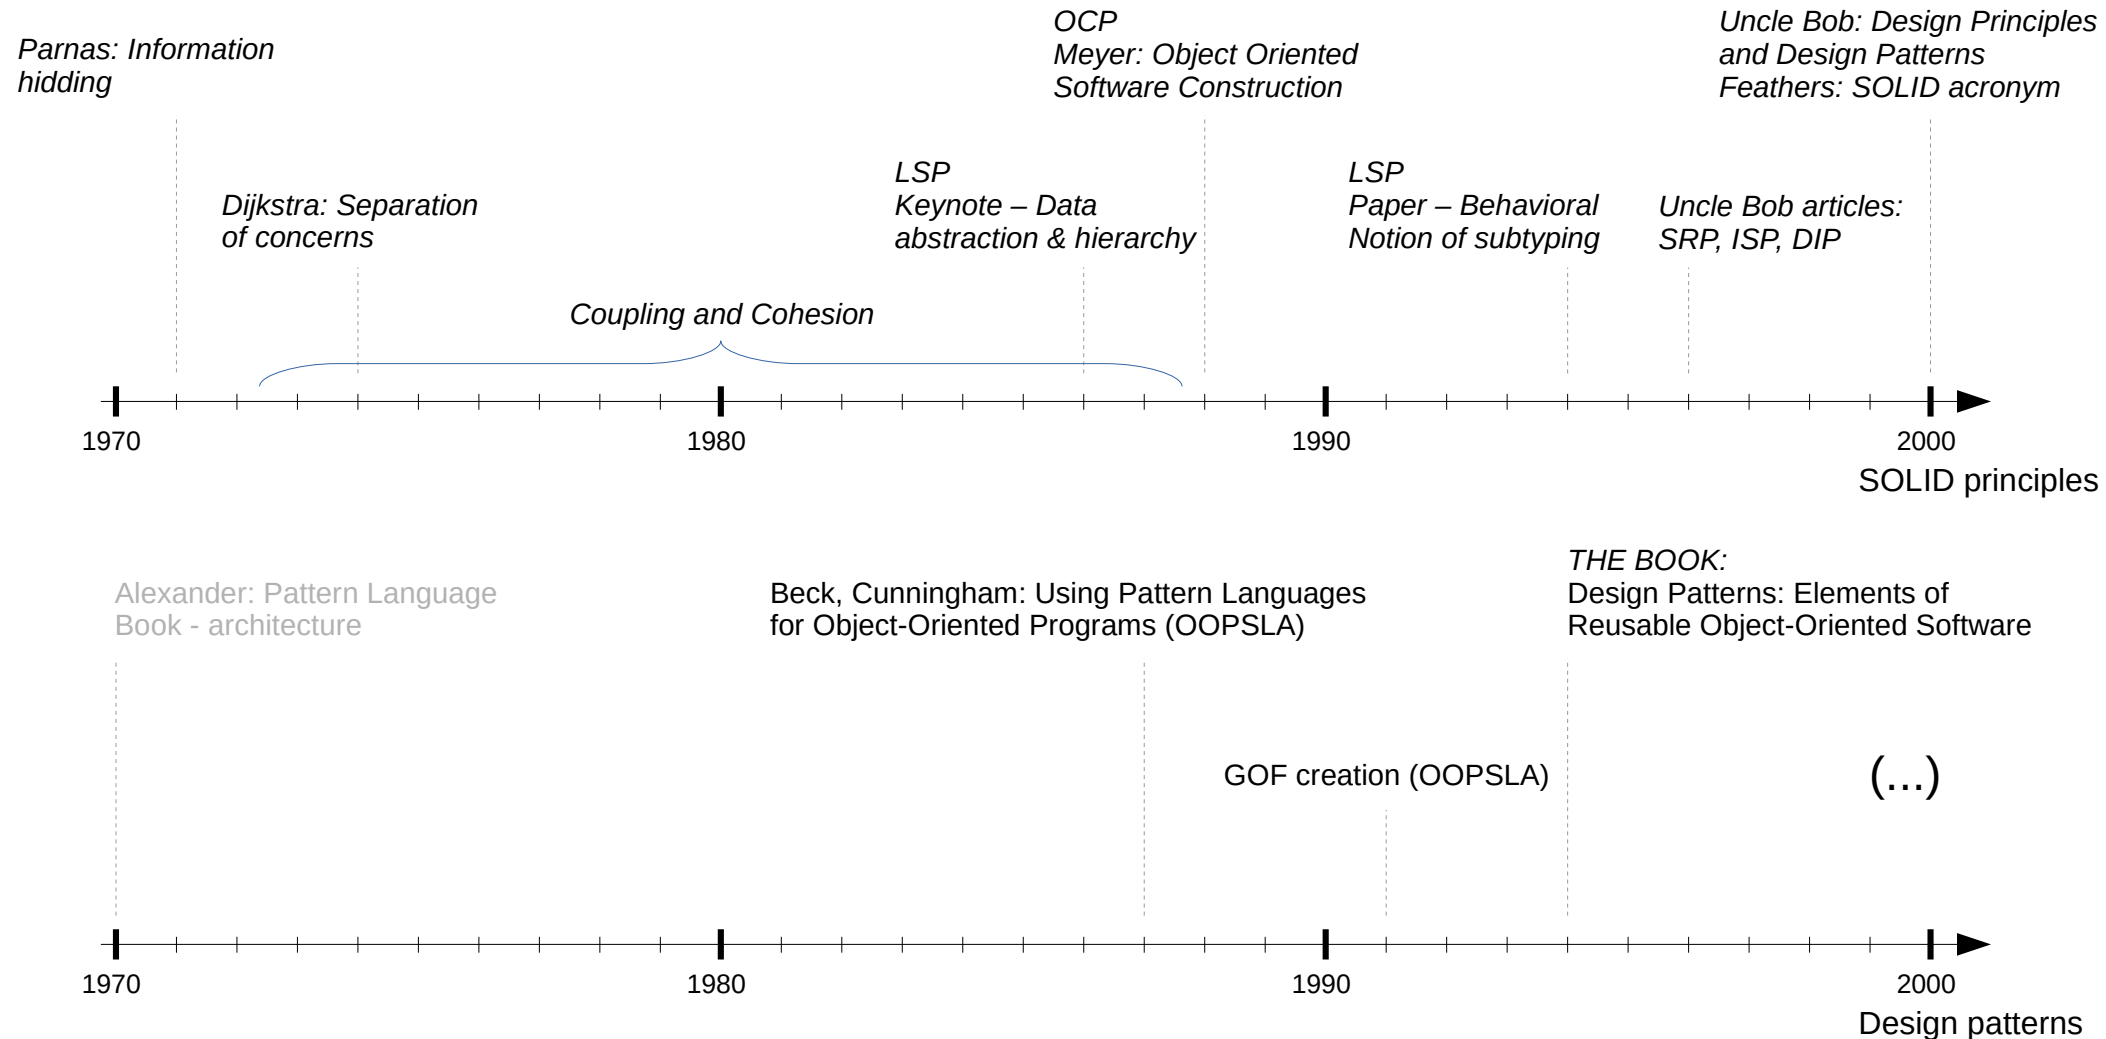 Parnas: Information
hidding
Dijkstra: Separation
of concerns
Coupling and Cohesion
LSP
Keynote – Data
abstraction & hierarchy
OCP
Meyer: Object Oriented
Software Construction
LSP
Paper – Behavioral
Notion of subtyping
Uncle Bob articles:
SRP, ISP, DIP
Uncle Bob: Design Principles
and Design Patterns
Feathers: SOLID acronym
1970
1980
1990
2000
SOLID principles
Alexander: Pattern Language
Book - architecture
Beck, Cunningham: Using Pattern Languages
for Object-Oriented Programs (OOPSLA)
GOF creation (OOPSLA)
THE BOOK:
Design Patterns: Elements of
Reusable Object-Oriented Software
(...)
1970
1980
1990
2000
Design patterns